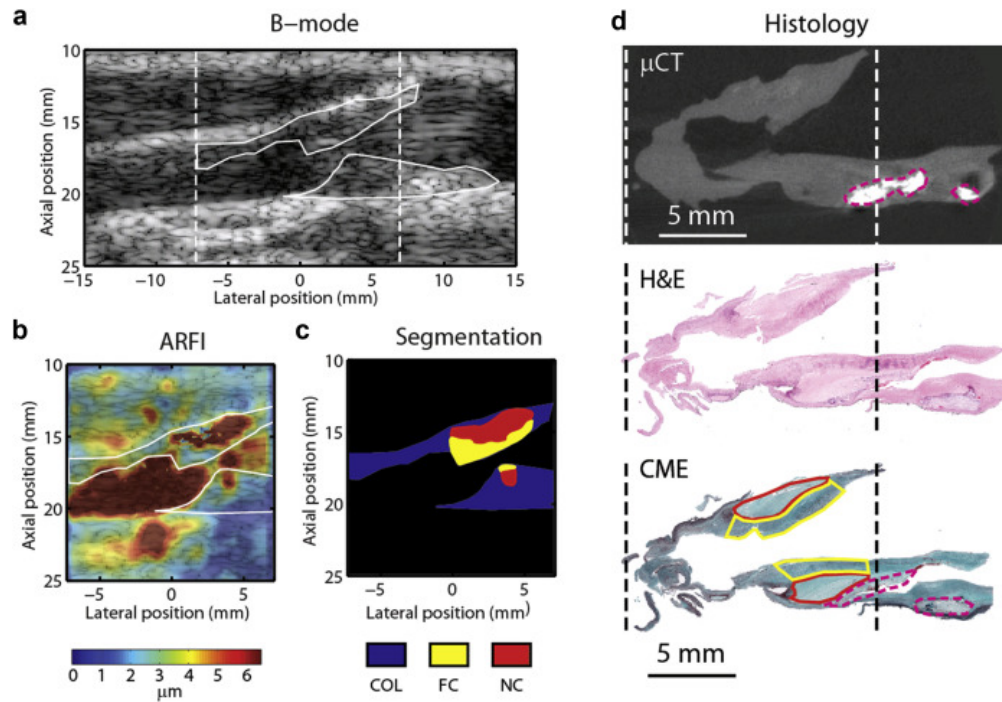 a
B-mode
Axial position (mm)
10
15
20
25
-15
-10
-5
0
5
10
15
Lateral position (mm)
b
ARFI
Axial position (mm)
10
15
20
25
-5
0
5
Lateral position (mm)
0 1 2 3 4 5 6
μm
c
Segmentation
Axial position (mm)
10
15
20
25
-5
0
5
Lateral position (mm)
COL FC NC
d
Histology
μCT
5 mm
H&E
CME
5 mm